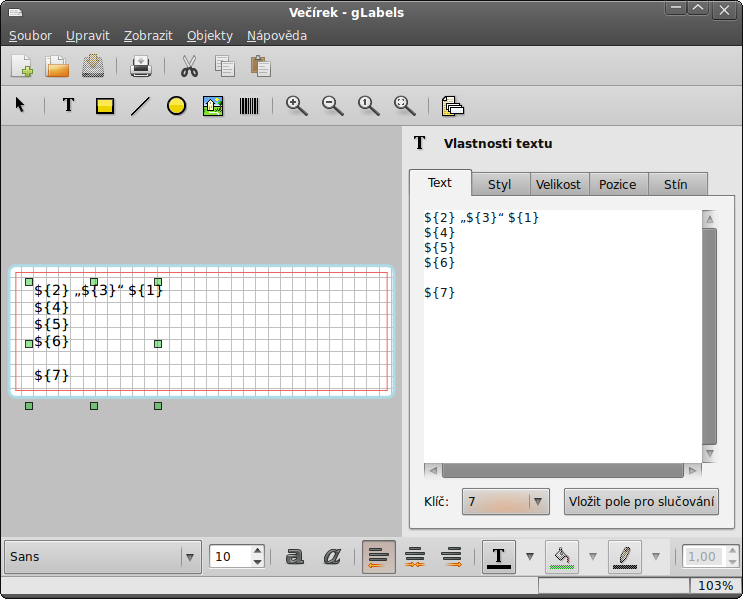 Večírek - gLabels
Soubor Upravit Zobrazit Objekty Nápověda
T
T Vlastnosti textu
Text Styl Velikost Pozice Stín
${2} „${3}“ ${1}
${4}
${5}
${6}
${7}
${2} „${3}“ ${1}
${4}
${5}
${6}
${7}
Klíč: 7 Vložit pole pro slučování
Sans 10 a a T 1,00
103%